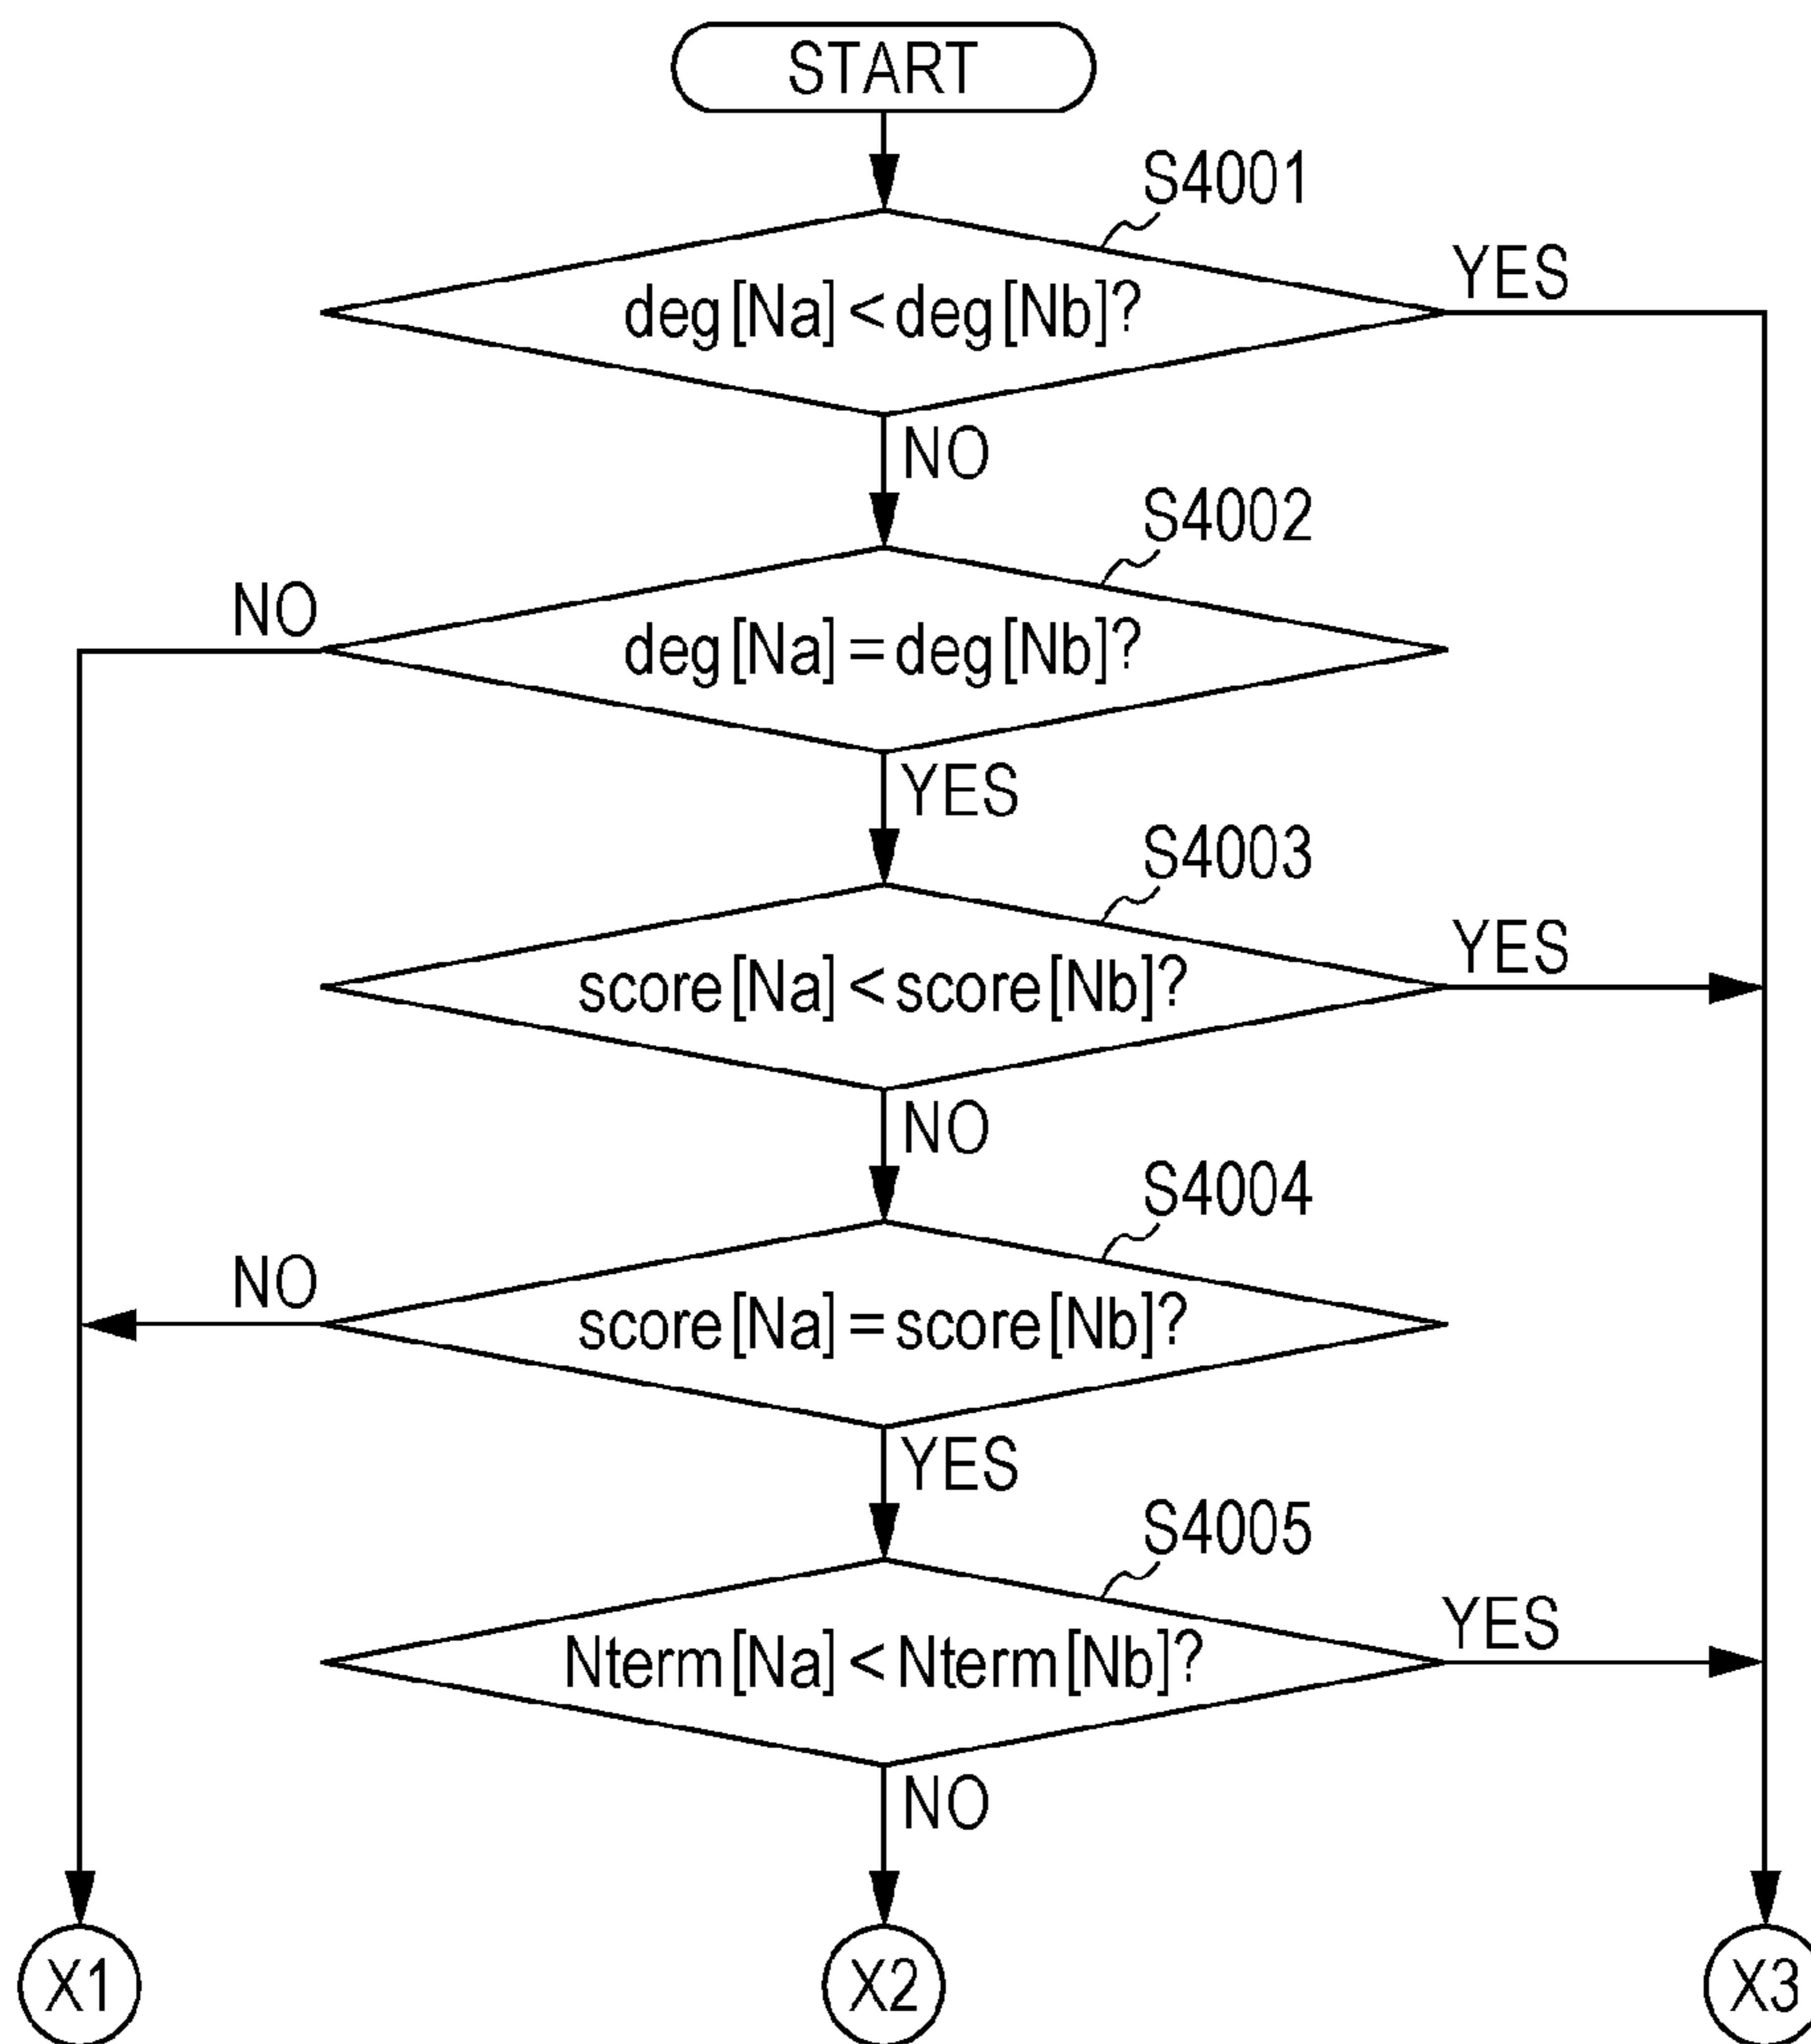 START
S4001
YES
deg[Na] < deg[Nb]?
NO
S4002
NO
deg[Na] = deg[Nb]?
YES
S4003
YES
score[Na] < score[Nb]?
NO
S4004
NO
score[Na] = score[Nb]?
YES
S4005
YES
Nterm[Na] < Nterm[Nb]?
NO
X1
X2
X3